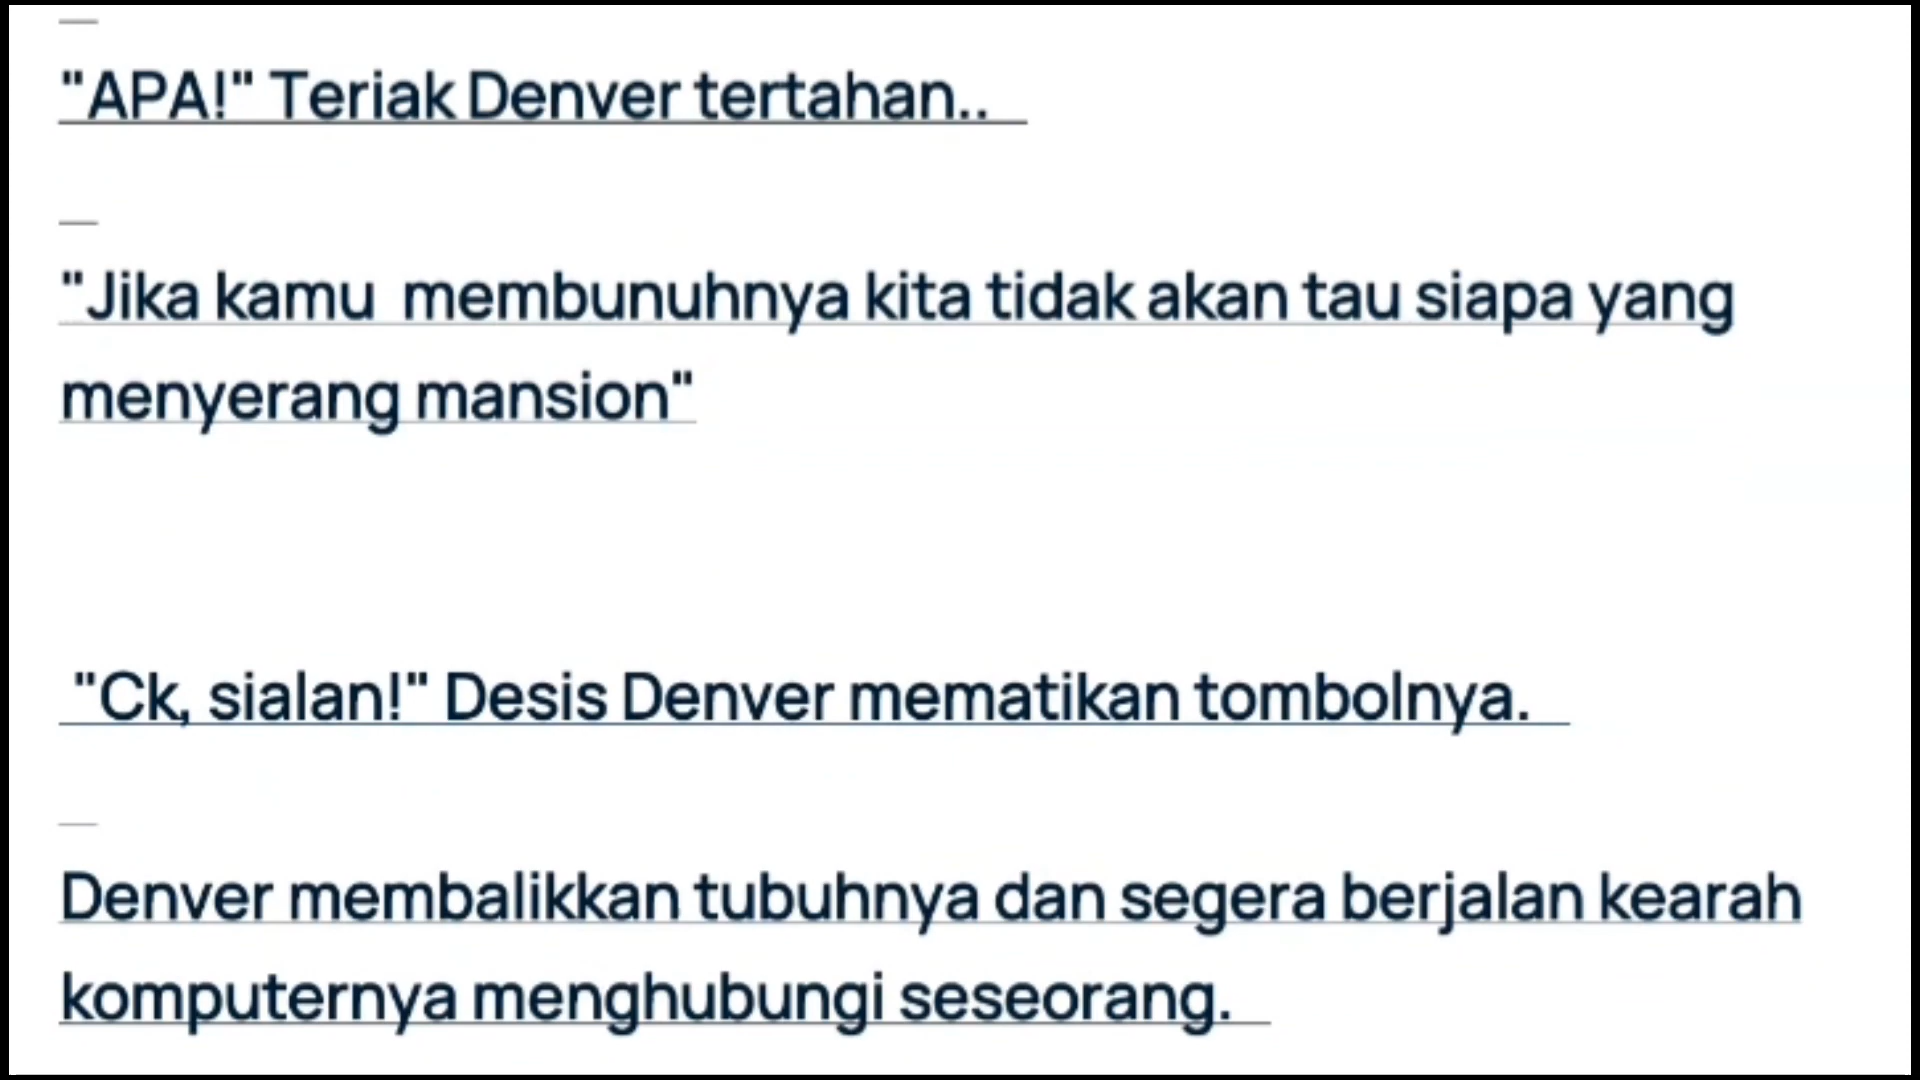 "APA!" Teriak Denver tertahan..
"Jika kamu  membunuhnya kita tidak akan tau siapa yang
menyerang mansion"
"Ck, sialan!" Desis Denver mematikan tombolnya.
Denver membalikkan tubuhnya dan segera berjalan kearah
komputernya menghubungi seseorang.